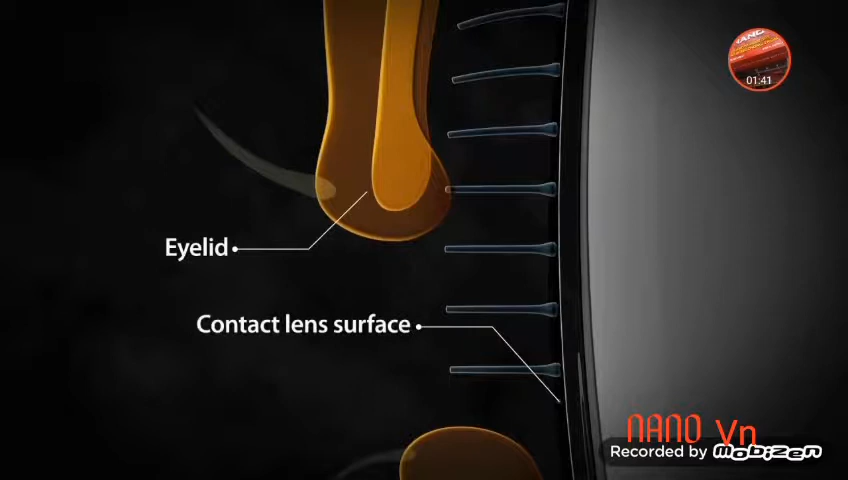 01:41
Eyelid
Contact lens surface
NANO Vn
Recorded by mobizen